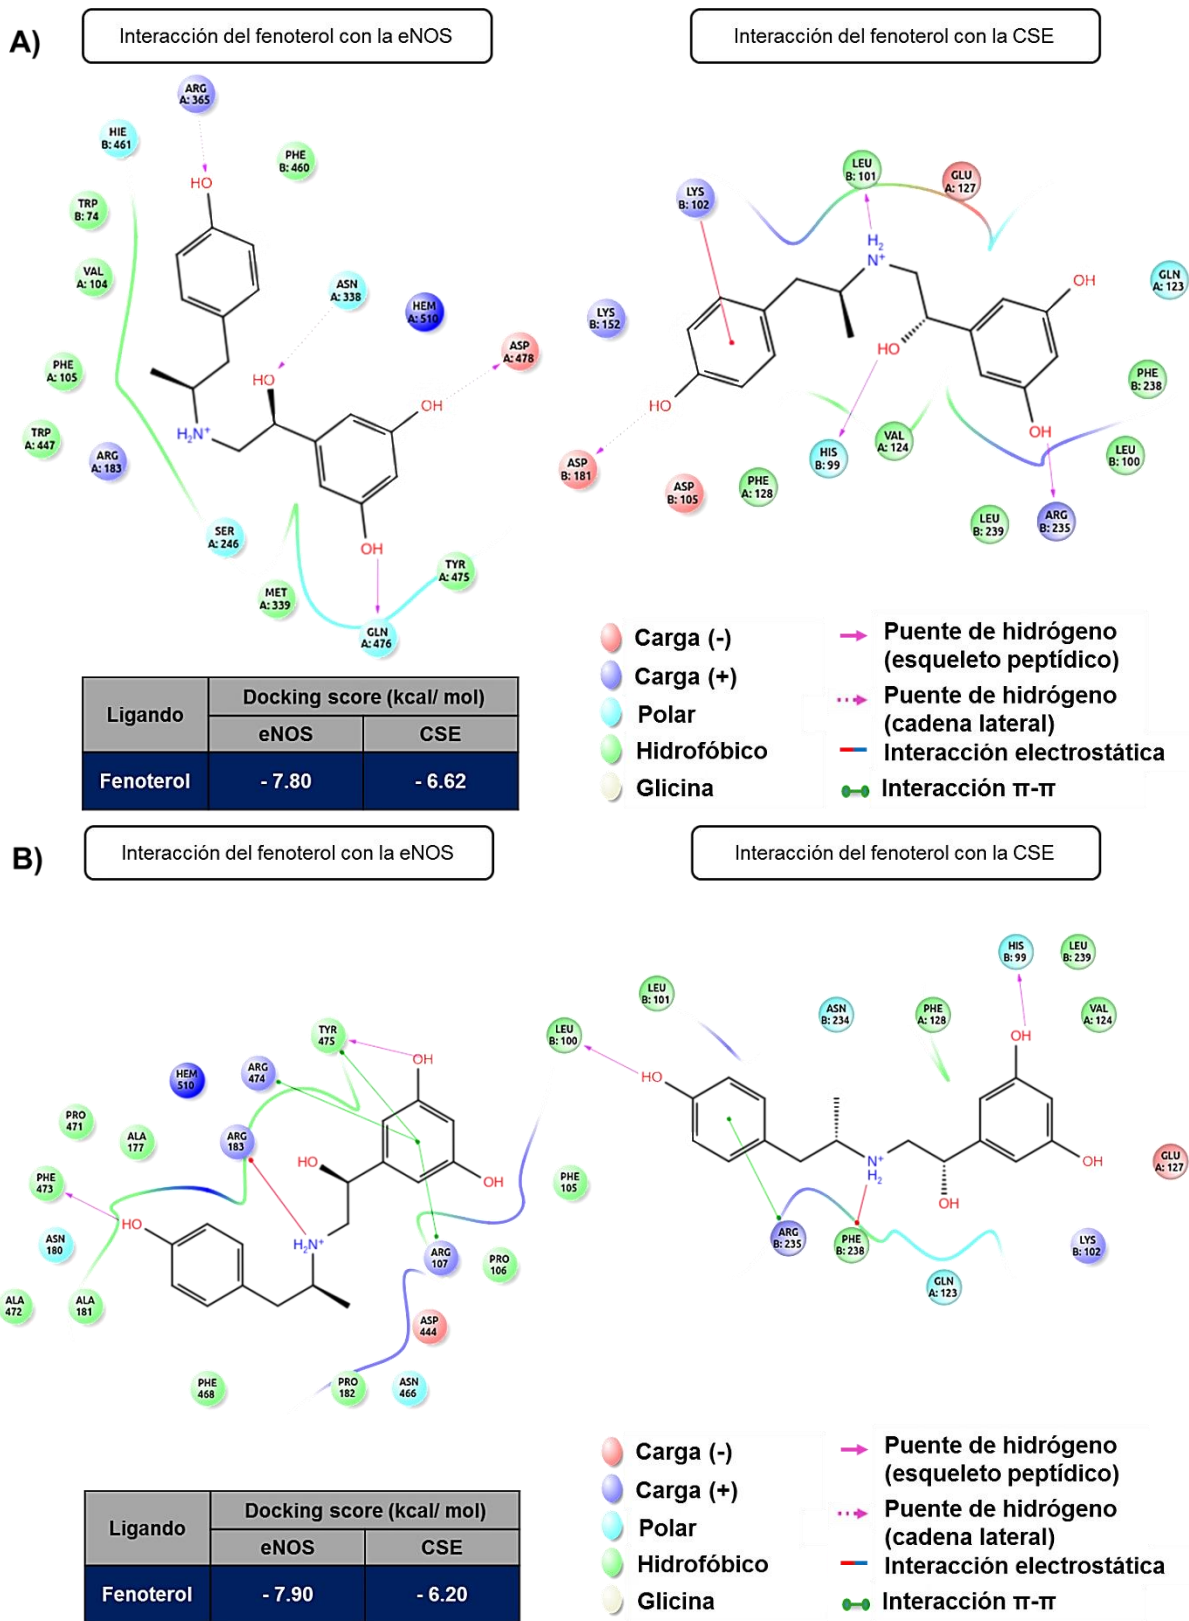 A)
Interacción del fenoterol con la eNOS
Interacción del fenoterol con la CSE
ARG
A: 365
HIE
B: 461
PHE
B: 460
TRP
B: 74
VAL
A: 104
ASN
A: 338
HEM
A: 510
ASP
A: 478
PHE
A: 105
TRP
A: 447
ARG
A: 183
SER
A: 246
MET
A: 339
TYR
A: 475
GLN
A: 476
HO
HO
OH
OH
H₂N⁺
LEU
B: 101
GLU
A: 127
LYS
B: 102
GLN
A: 123
LYS
B: 152
PHE
B: 238
ASP
B: 181
ASP
B: 105
PHE
A: 128
HIS
B: 99
VAL
A: 124
LEU
B: 100
LEU
B: 239
ARG
B: 235
H₂
N⁺
OH
HO
HO
OH
Ligando
Docking score (kcal/ mol)
eNOS
CSE
Fenoterol
- 7.80
- 6.62
Carga (-)
Carga (+)
Polar
Hidrofóbico
Glicina
Puente de hidrógeno
(esqueleto peptídico)
Puente de hidrógeno
(cadena lateral)
Interacción electrostática
Interacción π-π
B)
Interacción del fenoterol con la eNOS
Interacción del fenoterol con la CSE
TYR
475
ARG
474
HEM
510
PRO
471
ALA
177
ARG
183
PHE
473
ASN
180
ALA
472
ALA
181
PHE
105
ARG
107
PRO
106
ASP
444
PHE
468
PRO
182
ASN
466
OH
HO
OH
HO
H₂N⁺
HIS
B: 99
LEU
B: 239
LEU
B: 101
ASN
B: 234
PHE
A: 128
VAL
A: 124
LEU
B: 100
GLU
A: 127
ARG
B: 235
PHE
B: 238
LYS
B: 102
GLN
A: 123
OH
HO
N⁺
H₂
OH
OH
Ligando
Docking score (kcal/ mol)
eNOS
CSE
Fenoterol
- 7.90
- 6.20
Carga (-)
Carga (+)
Polar
Hidrofóbico
Glicina
Puente de hidrógeno
(esqueleto peptídico)
Puente de hidrógeno
(cadena lateral)
Interacción electrostática
Interacción π-π